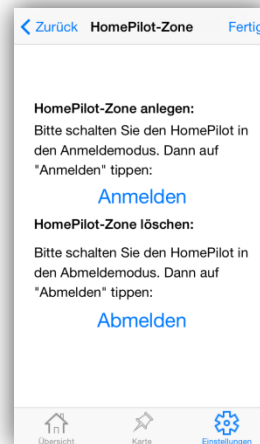 Zurück HomePilot-Zone Fertig
HomePilot-Zone anlegen:
Bitte schalten Sie den HomePilot in
den Anmeldemodus. Dann auf
"Anmelden" tippen:
Anmelden
HomePilot-Zone löschen:
Bitte schalten Sie den HomePilot in
den Abmeldemodus. Dann auf
"Abmelden" tippen:
Abmelden
Übersicht Karte Einstellungen